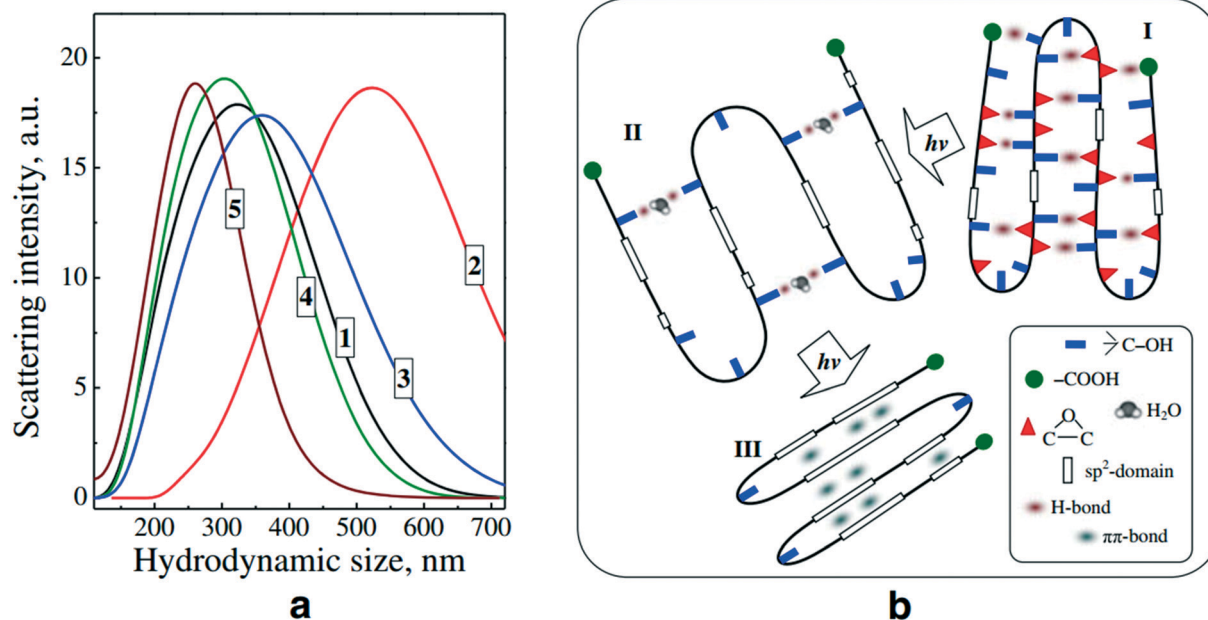 Scattering intensity, a.u.
20
15
10
5
0
5
4
1
3
2
200
300
400
500
600
700
Hydrodynamic size, nm
a
I
II
hν
hν
III
C–OH
–COOH
H₂O
O
C – C
sp²-domain
H-bond
ππ-bond
b